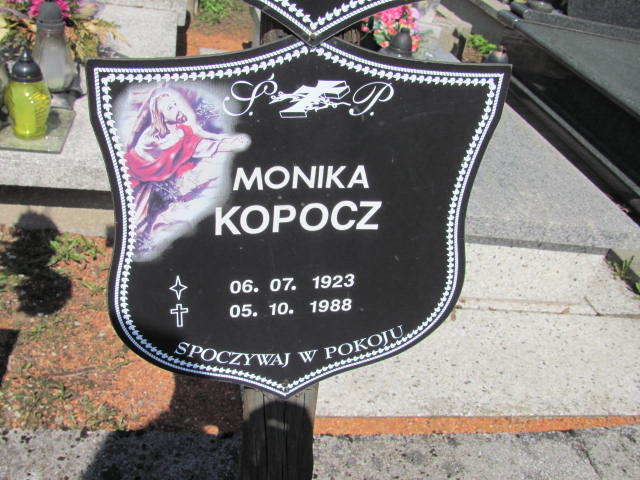 Ś. P.
MONIKA
KOPOCZ
06. 07. 1923
05. 10. 1988
SPOCZYWAJ W POKOJU